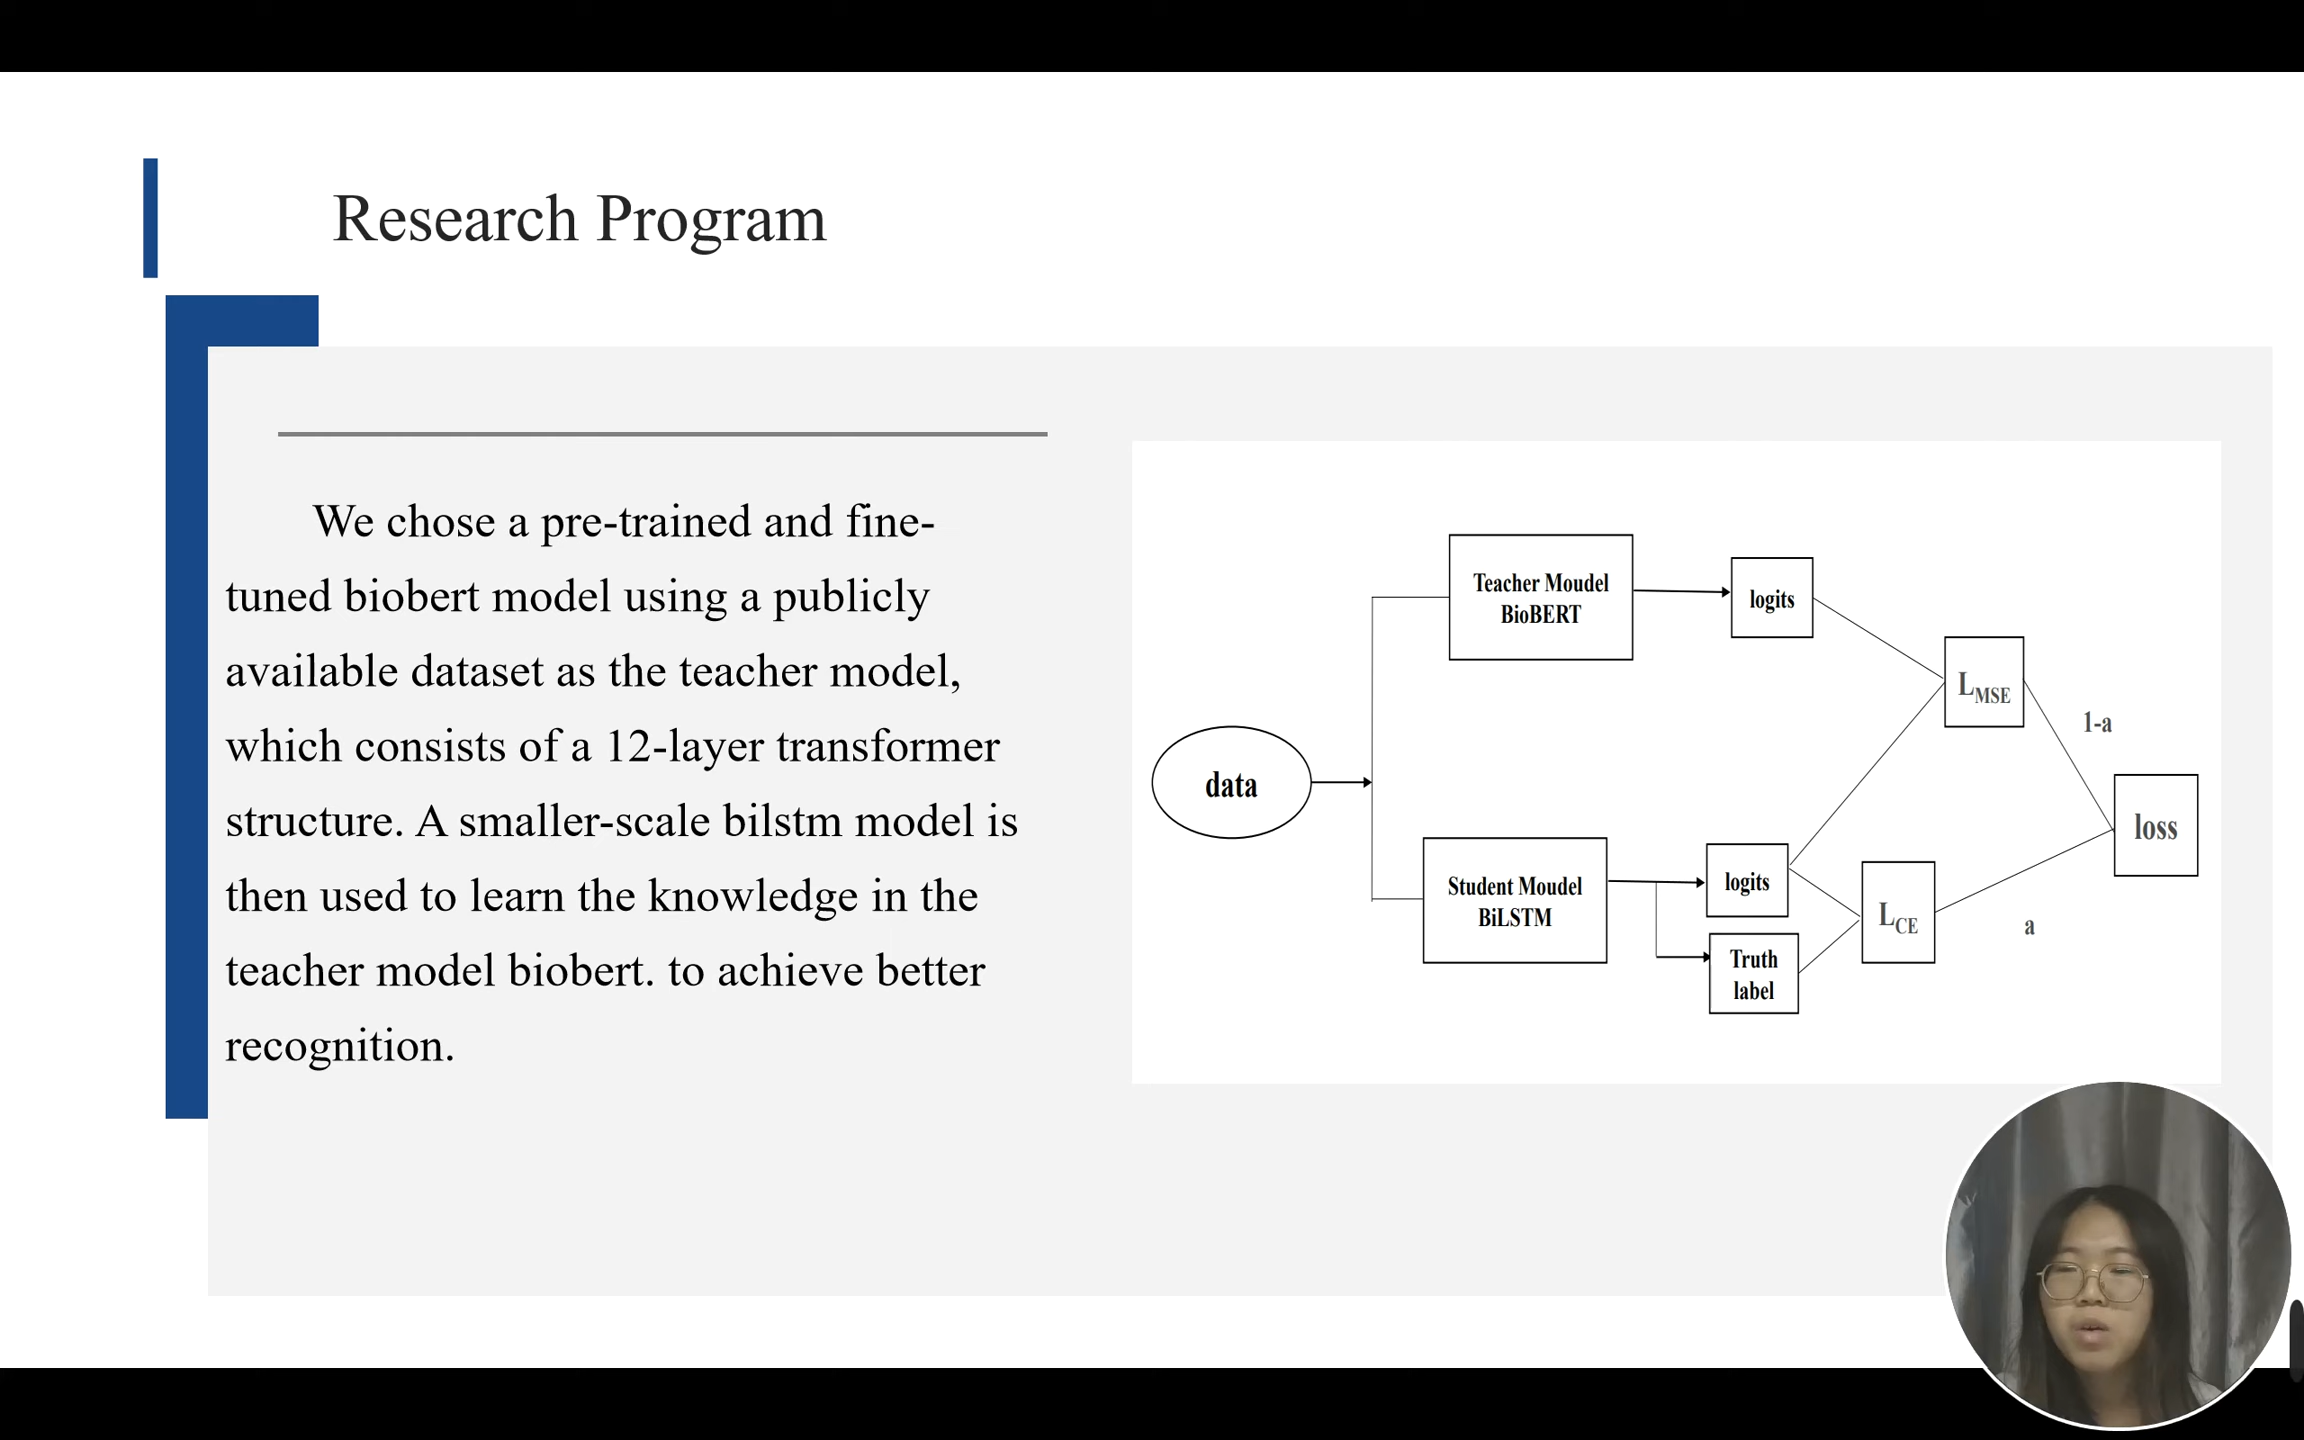 Research Program
We chose a pre-trained and fine-
tuned biobert model using a publicly
available dataset as the teacher model,
which consists of a 12-layer transformer
structure. A smaller-scale bilstm model is
then used to learn the knowledge in the
teacher model biobert. to achieve better
recognition.
data
Teacher Moudel
BioBERT
logits
Student Moudel
BiLSTM
logits
Truth
label
LMSE
LCE
1-a
a
loss